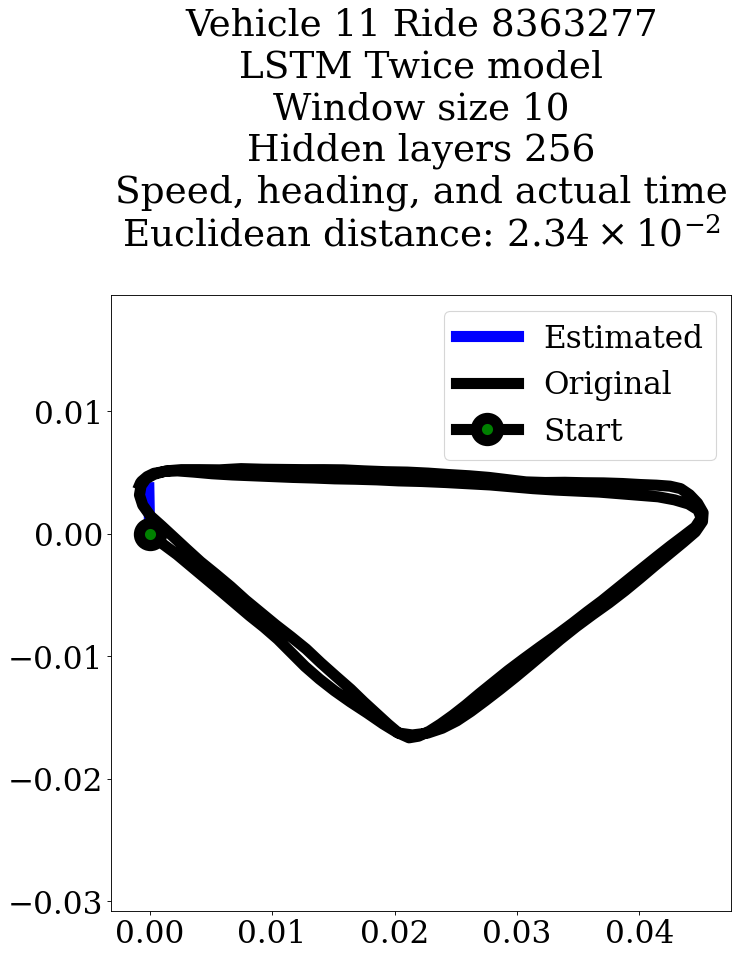 Vehicle 11 Ride 8363277
LSTM Twice model
Window size 10
Hidden layers 256
Speed, heading, and actual time
Euclidean distance: 2.34 × 10⁻²
Estimated
Original
Start
0.01
0.00
−0.01
−0.02
−0.03
0.00 0.01 0.02 0.03 0.04